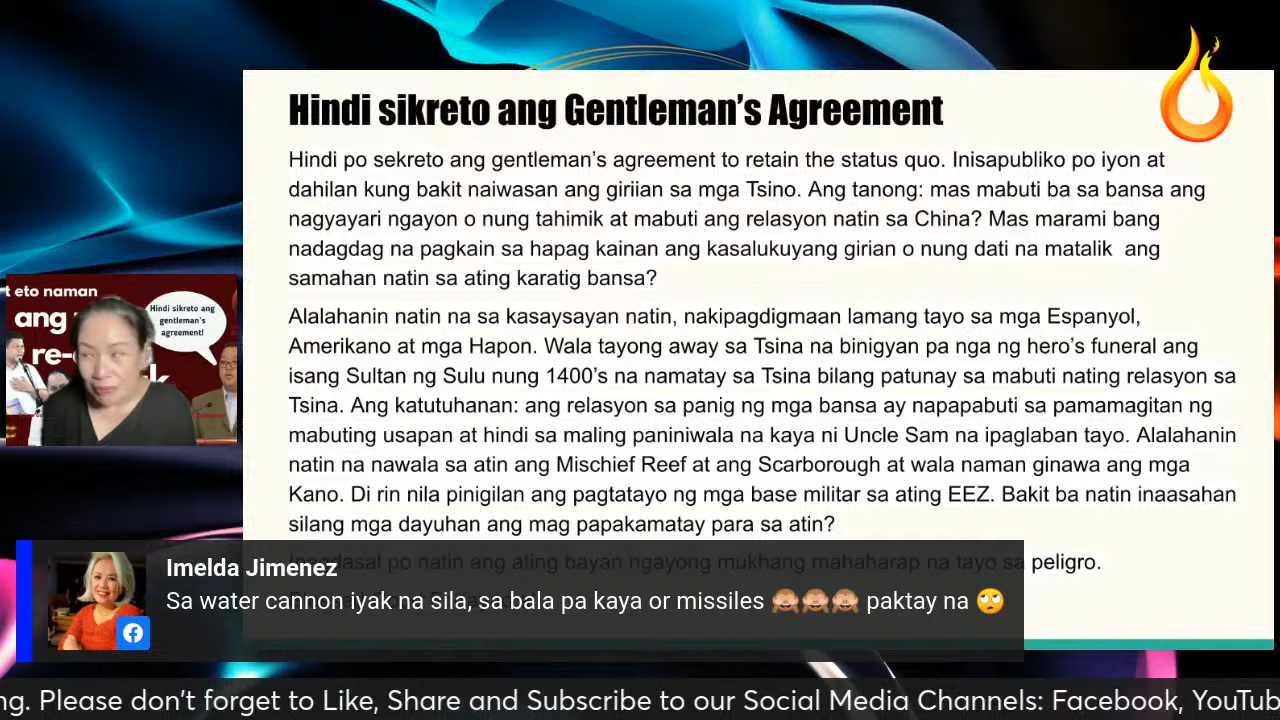 Hindi sikreto ang Gentleman's Agreement
Hindi po sekreto ang gentleman's agreement to retain the status quo. Inisapubliko po iyon at
dahilan kung bakit naiwasan ang giriian sa mga Tsino. Ang tanong: mas mabuti ba sa bansa ang
nagyayari ngayon o nung tahimik at mabuti ang relasyon natin sa China? Mas marami bang
nadagdag na pagkain sa hapag kainan ang kasalukuyang girian o nung dati na matalik ang
samahan natin sa ating karatig bansa?
Alalahanin natin na sa kasaysayan natin, nakipagdigmaan lamang tayo sa mga Espanyol,
Amerikano at mga Hapon. Wala tayong away sa Tsina na binigyan pa nga ng hero's funeral ang
isang Sultan ng Sulu nung 1400's na namatay sa Tsina bilang patunay sa mabuti nating relasyon sa
Tsina. Ang katutuhanan: ang relasyon sa panig ng mga bansa ay napapabuti sa pamamagitan ng
mabuting usapan at hindi sa maling paniniwala na kaya ni Uncle Sam na ipaglaban tayo. Alalahanin
natin na nawala sa atin ang Mischief Reef at ang Scarborough at wala naman ginawa ang mga
Kano. Di rin nila pinigilan ang pagtatayo ng mga base militar sa ating EEZ. Bakit ba natin inaasahan
silang mga dayuhan ang mag papakamatay para sa atin?
po natin ang ating bayan ngayong mukhang mahaharap na tayo sa peligro.
t eto naman
ang
re-
k
Hindi sikreto ang
gentleman's
agreement!
Imelda Jimenez
Sa water cannon iyak na sila, sa bala pa kaya or missiles 🙈🙈🙈 paktay na 🙄
ng. Please don't forget to Like, Share and Subscribe to our Social Media Channels: Facebook, YouTub